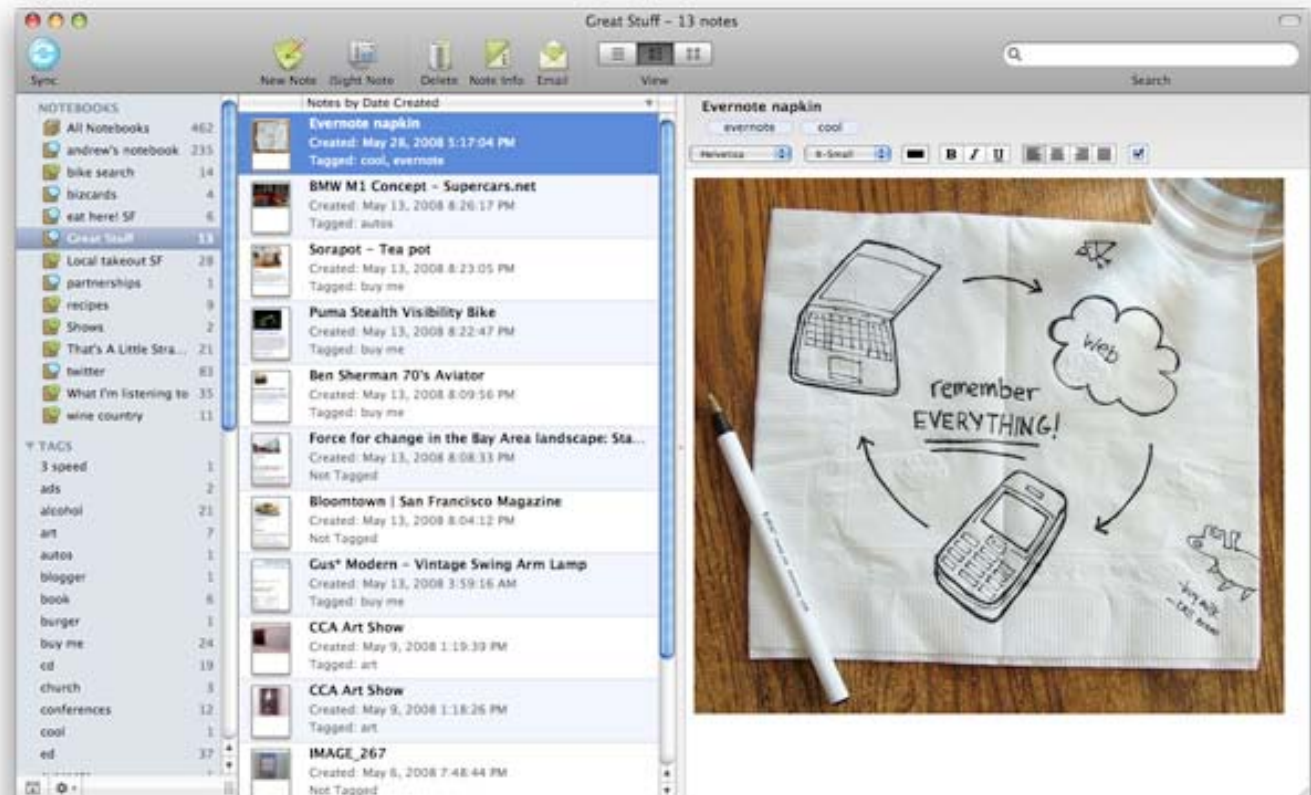 Great Stuff – 13 notes
Sync
New Note
iSight Note
Delete
Note Info
Email
View
Search
NOTEBOOKS
All Notebooks 462
andrew's notebook 235
bike search 14
bizcards 4
eat here! SF 6
Great Stuff 13
Local takeout SF 28
partnerships 1
recipes 9
Shows 2
That's A Little Stra... 21
twitter 83
What I'm listening to 35
wine country 11
TAGS
3 speed 1
ads 2
alcohol 21
art 7
autos 1
blogger 1
book 6
burger 1
buy me 24
cd 19
church 3
conferences 12
cool 1
ed 37
Notes by Date Created
Evernote napkin
Created: May 28, 2008 5:17:04 PM
Tagged: cool, evernote
BMW M1 Concept – Supercars.net
Created: May 13, 2008 8:26:17 PM
Tagged: autos
Sorapot – Tea pot
Created: May 13, 2008 8:23:05 PM
Tagged: buy me
Puma Stealth Visibility Bike
Created: May 13, 2008 8:22:47 PM
Tagged: buy me
Ben Sherman 70's Aviator
Created: May 13, 2008 8:09:56 PM
Tagged: buy me
Force for change in the Bay Area landscape: Sta...
Created: May 13, 2008 8:08:33 PM
Not Tagged
Bloomtown | San Francisco Magazine
Created: May 13, 2008 8:04:12 PM
Not Tagged
Gus* Modern – Vintage Swing Arm Lamp
Created: May 13, 2008 3:59:16 AM
Tagged: buy me
CCA Art Show
Created: May 9, 2008 1:19:39 PM
Tagged: art
CCA Art Show
Created: May 9, 2008 1:18:26 PM
Tagged: art
IMAGE_267
Created: May 6, 2008 7:48:44 PM
Not Tagged
Evernote napkin
evernote cool
Helvetica
X-Small
B I U
Web
remember
EVERYTHING!
buy milk